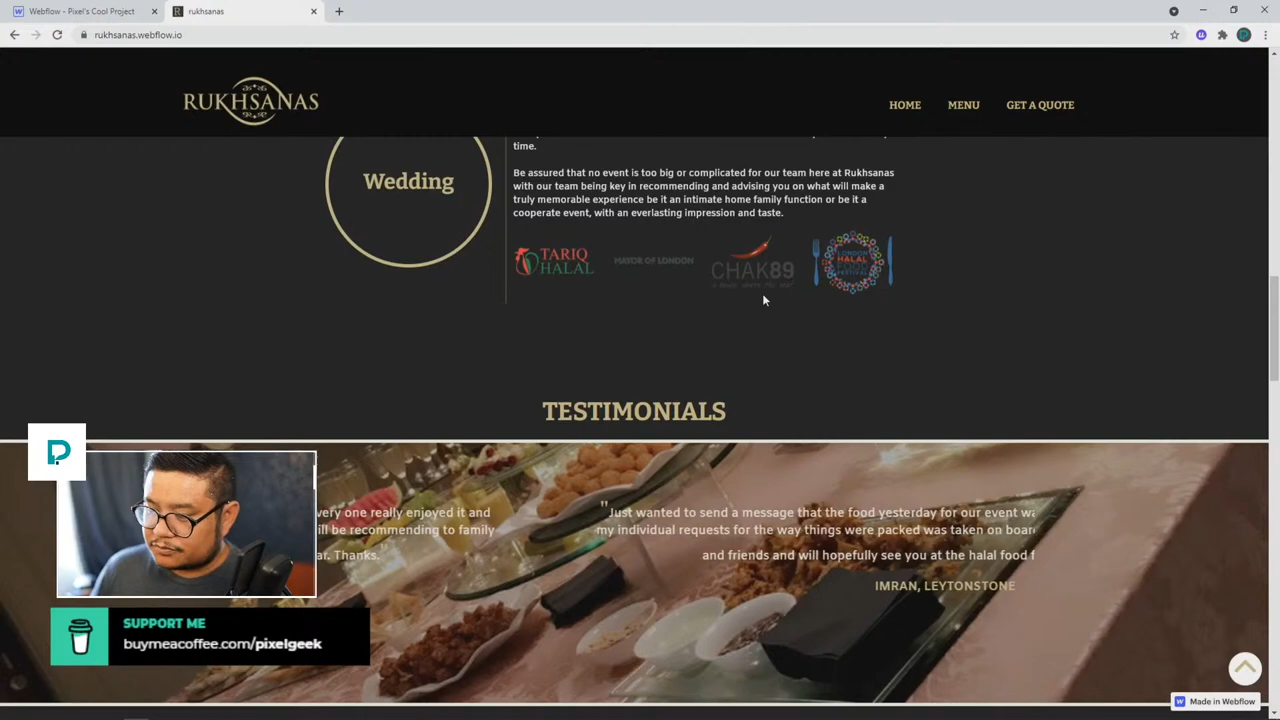 Webflow - Pixel's Cool Project
rukhsanas
rukhsanas.webflow.io
RUKHSANAS
HOME
MENU
GET A QUOTE
Wedding
time.
Be assured that no event is too big or complicated for our team here at Rukhsanas
with our team being key in recommending and advising you on what will make a
truly memorable experience be it an intimate home family function or be it a
cooperate event, with an everlasting impression and taste.
TARIQ
HALAL
MAYOR OF LONDON
CHAK89
LONDON
HALAL
FOOD
FESTIVAL
TESTIMONIALS
very one really enjoyed it and
ill be recommending to family
ar. Thanks."
"Just wanted to send a message that the food yesterday for our event wa
my individual requests for the way things were packed was taken on boar
and friends and will hopefully see you at the halal food f
IMRAN, LEYTONSTONE
SUPPORT ME
buymeacoffee.com/pixelgeek
Made in Webflow